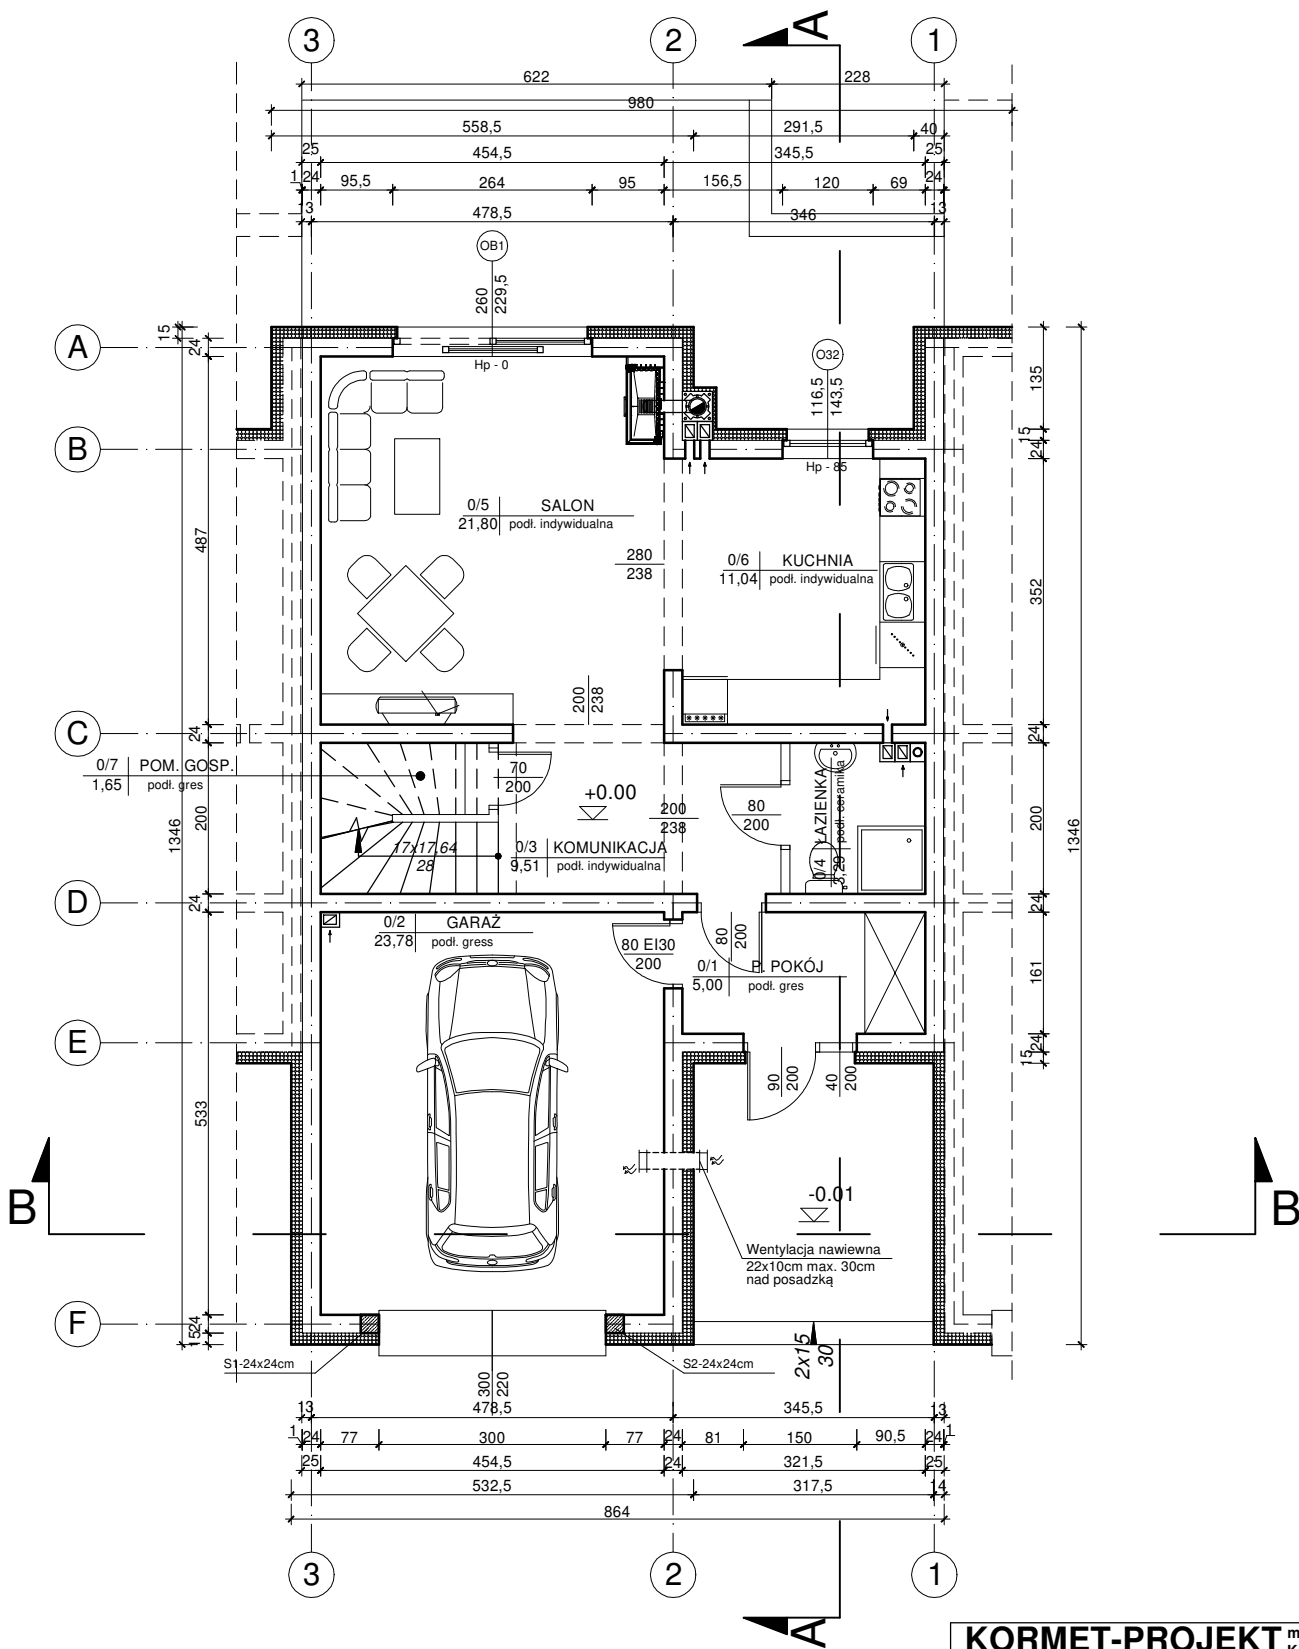 3
2
A
1
622
228
980
558,5
291,5
40
25
454,5
345,5
25
1
24
95,5
264
95
156,5
120
69
24
13
478,5
346
13
OB1
260
229,5
15
A
24
Hp - 0
O32
116,5
143,5
135
B
15
24
Hp - 85
0/5 SALON
21,80 podł. indywidualna
487
280
238
0/6 KUCHNIA
11,04 podł. indywidualna
352
200
238
C
24
24
0/7 POM. GOSP.
1,65 podł. gres
70
200
+0.00
80
200
0/4 ŁAZIENKA
3,29 podł. ceramika
1346
200
200
238
200
1346
17x17,64
28
0/3 KOMUNIKACJA
9,51 podł. indywidualna
D
24
24
0/2 GARAŻ
23,78 podł. gress
80 EI30
200
80
200
0/1 P. POKÓJ
5,00 podł. gres
161
E
24
15
90
200
40
200
533
B
B
-0.01
Wentylacja nawiewna
22x10cm max. 30cm
nad posadzką
F
24
15
S1-24x24cm
S2-24x24cm
2x15
30
300
220
13
478,5
345,5
13
1
24
77
300
77
24
81
150
90,5
24
1
25
454,5
24
321,5
25
532,5
317,5
14
864
3
2
1
A
KORMET-PROJEKT